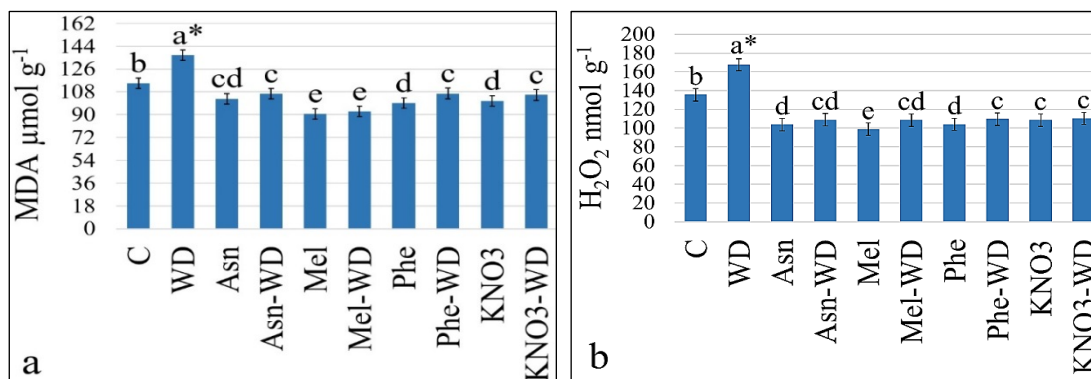 MDA µmol g⁻¹
162
144
126
108
90
72
54
36
18
0
b
a*
cd
c
e
e
d
c
d
c
C
WD
Asn
Asn-WD
Mel
Mel-WD
Phe
Phe-WD
KNO3
KNO3-WD
a
H₂O₂ nmol g⁻¹
200
180
160
140
120
100
80
60
40
20
0
b
a*
d
cd
e
cd
d
c
c
c
C
WD
Asn
Asn-WD
Mel
Mel-WD
Phe
Phe-WD
KNO3
KNO3-WD
b